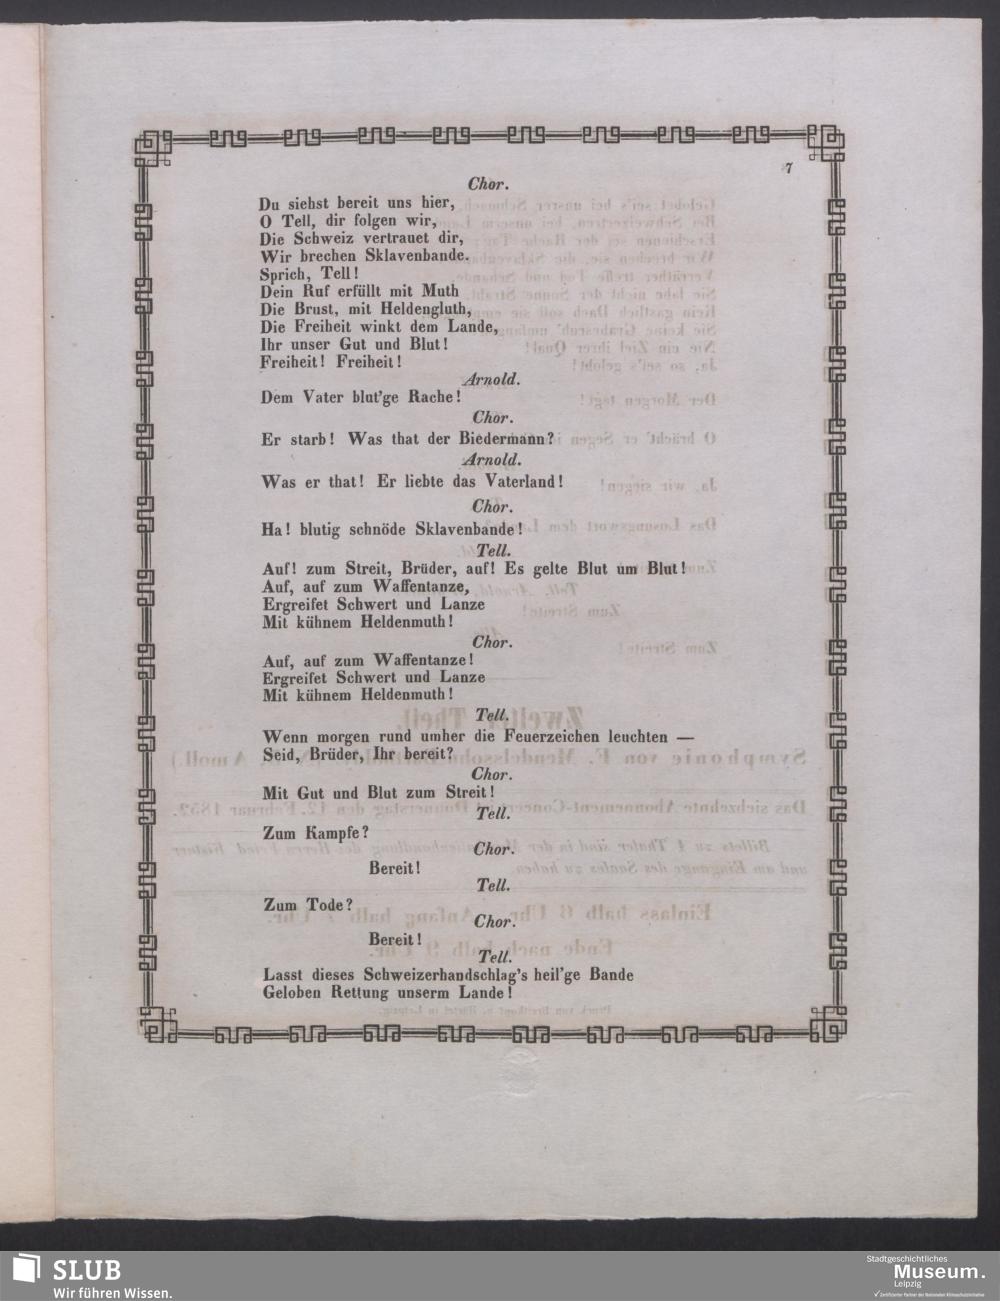 7
Chor.
Du siehst bereit uns hier,
O Tell, dir folgen wir,
Die Schweiz vertrauet dir,
Wir brechen Sklavenbande.
Sprich, Tell!
Dein Ruf erfüllt mit Muth
Die Brust, mit Heldengluth,
Die Freiheit winkt dem Lande,
Ihr unser Gut und Blut!
Freiheit! Freiheit!
Arnold.
Dem Vater blut'ge Rache!
Chor.
Er starb! Was that der Biedermann?
Arnold.
Was er that! Er liebte das Vaterland!
Chor.
Ha! blutig schnöde Sklavenbande!
Tell.
Auf! zum Streit, Brüder, auf! Es gelte Blut um Blut!
Auf, auf zum Waffentanze,
Ergreifet Schwert und Lanze
Mit kühnem Heldenmuth!
Chor.
Auf, auf zum Waffentanze!
Ergreifet Schwert und Lanze
Mit kühnem Heldenmuth!
Tell.
Wenn morgen rund umher die Feuerzeichen leuchten —
Seid, Brüder, Ihr bereit?
Chor.
Mit Gut und Blut zum Streit!
Tell.
Zum Kampfe?
Chor.
Bereit!
Tell.
Zum Tode?
Chor.
Bereit!
Tell.
Lasst dieses Schweizerhandschlag's heil'ge Bande
Geloben Rettung unserm Lande!
SLUB
Wir führen Wissen.
Stadtgeschichtliches
Museum.
Leipzig